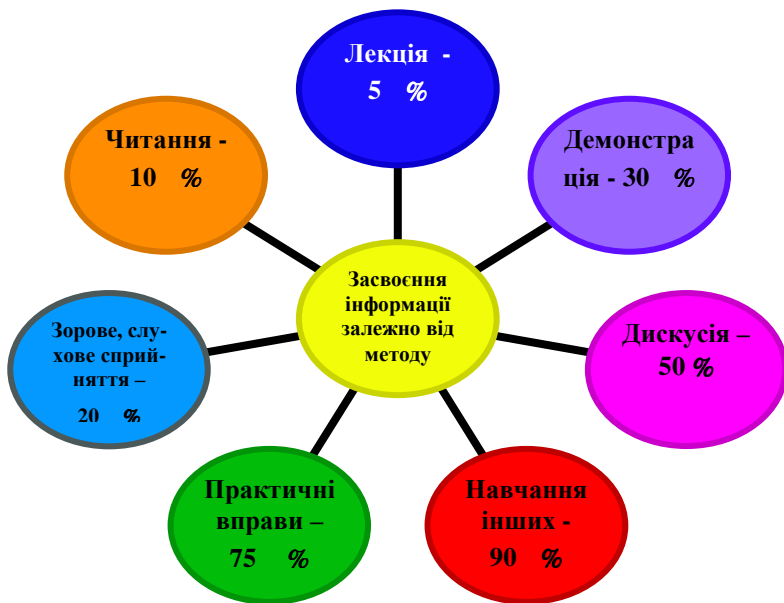 Лекція -
5 %
Демонстра
ція - 30 %
Дискусія –
50 %
Навчання
інших -
90 %
Практичні
вправи –
75 %
Зорове, слу-
хове сприй-
няття –
20 %
Читання -
10 %
Засвоєння
інформації
залежно від
методу